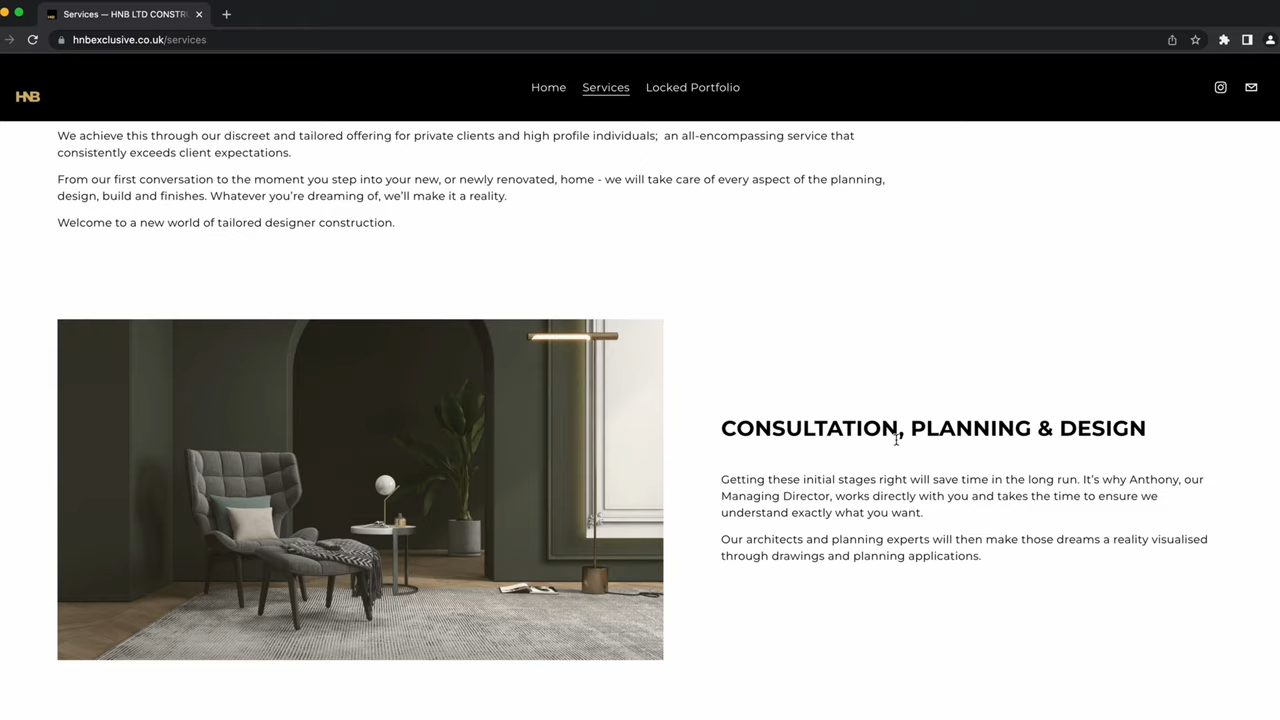 Services — HNB LTD CONSTR
hnbexclusive.co.uk/services
HNB
Home
Services
Locked Portfolio
We achieve this through our discreet and tailored offering for private clients and high profile individuals; an all-encompassing service that
consistently exceeds client expectations.
From our first conversation to the moment you step into your new, or newly renovated, home - we will take care of every aspect of the planning,
design, build and finishes. Whatever you’re dreaming of, we’ll make it a reality.
Welcome to a new world of tailored designer construction.
CONSULTATION, PLANNING & DESIGN
Getting these initial stages right will save time in the long run. It’s why Anthony, our
Managing Director, works directly with you and takes the time to ensure we
understand exactly what you want.
Our architects and planning experts will then make those dreams a reality visualised
through drawings and planning applications.